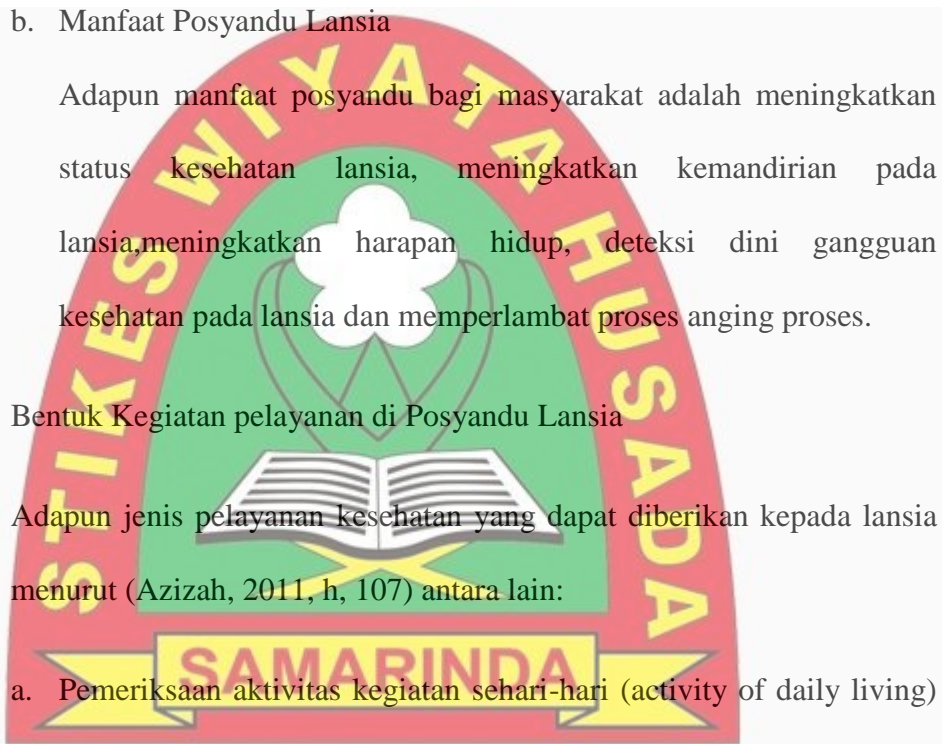 b. Manfaat Posyandu Lansia
Adapun manfaat posyandu bagi masyarakat adalah meningkatkan
status kesehatan lansia, meningkatkan kemandirian pada
lansia,meningkatkan harapan hidup, deteksi dini gangguan
kesehatan pada lansia dan memperlambat proses anging proses.
Bentuk Kegiatan pelayanan di Posyandu Lansia
Adapun jenis pelayanan kesehatan yang dapat diberikan kepada lansia
menurut (Azizah, 2011, h, 107) antara lain:
a. Pemeriksaan aktivitas kegiatan sehari-hari (activity of daily living)
STIKES WIYATA HUSADA
SAMARINDA